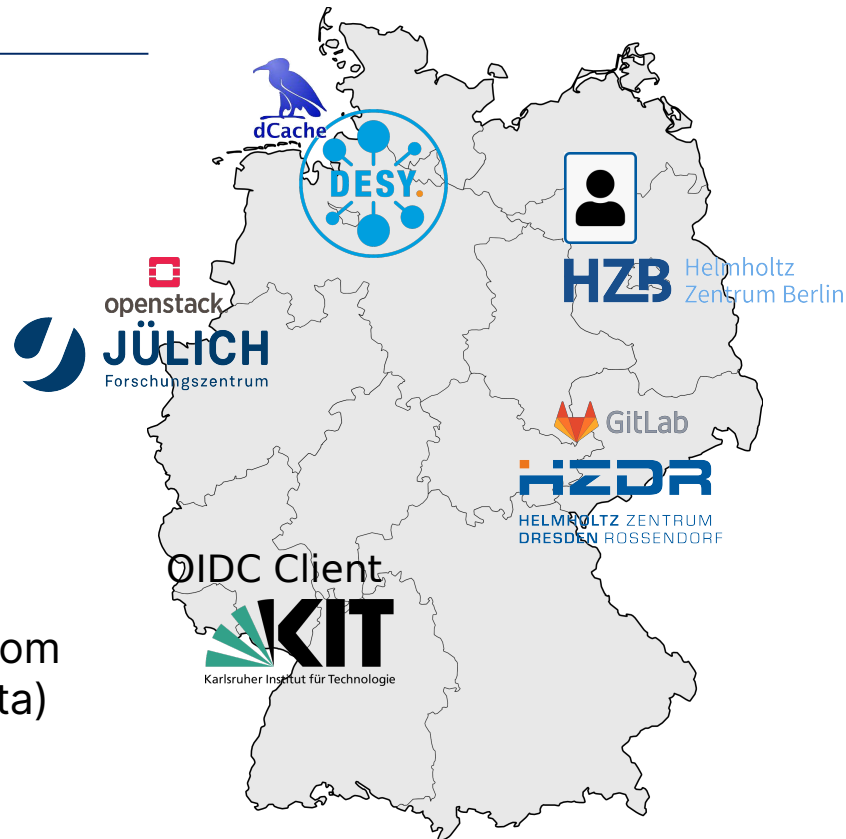 dCache
DESY.
HZB Helmholtz
Zentrum Berlin
openstack.
JÜLICH
Forschungszentrum
GitLab
HZDR
HELMHOLTZ ZENTRUM
DRESDEN ROSSENDORF
OIDC Client
KIT
Karlsruher Institut für Technologie
om
ta)